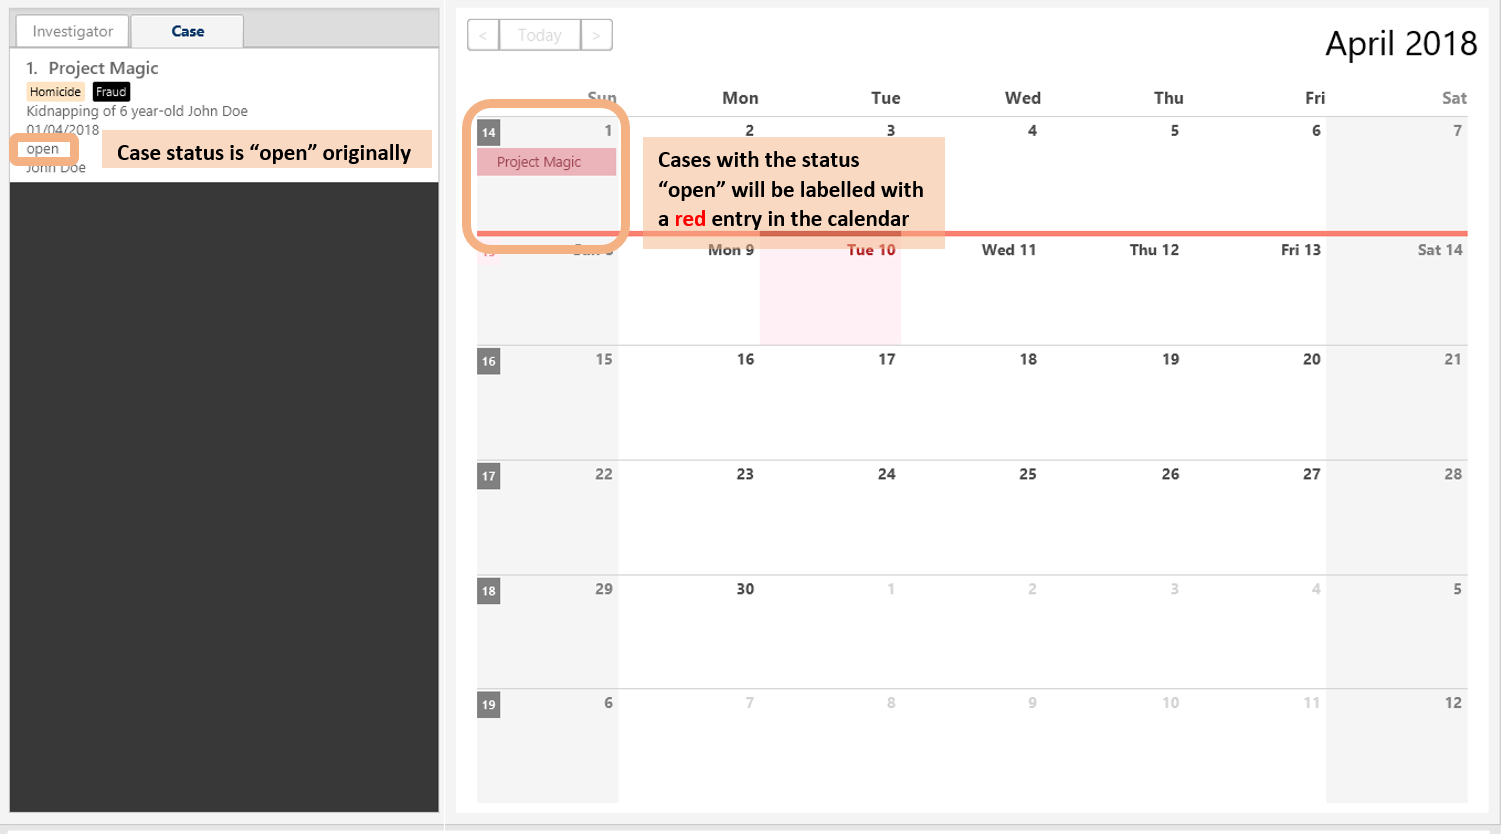 Investigator
Case
1. Project Magic
Homicide Fraud
Kidnapping of 6 year-old John Doe
01/04/2018
open
John Doe
Case status is “open” originally
< Today >
April 2018
Sun Mon Tue Wed Thu Fri Sat
14 1 2 3 4 5 6 7
Project Magic
Cases with the status
“open” will be labelled with
a red entry in the calendar
Mon 9 Tue 10 Wed 11 Thu 12 Fri 13 Sat 14
16 15 16 17 18 19 20 21
17 22 23 24 25 26 27 28
18 29 30 1 2 3 4 5
19 6 7 8 9 10 11 12